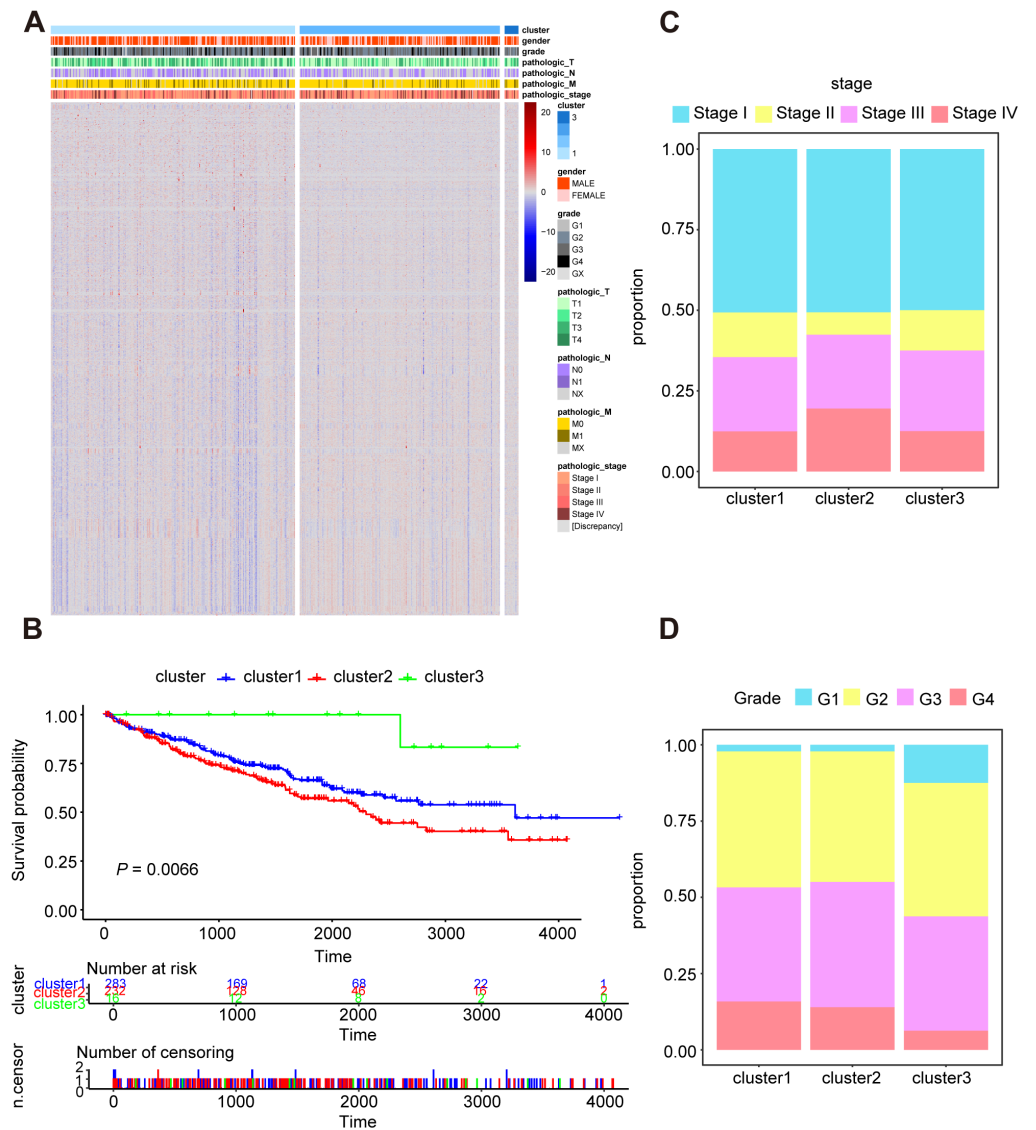 A
cluster
gender
grade
pathologic_T
pathologic_N
pathologic_M
pathologic_stage
20
10
0
−10
−20
cluster
3
1
gender
MALE
FEMALE
grade
G1
G2
G3
G4
GX
pathologic_T
T1
T2
T3
T4
pathologic_N
N0
N1
NX
pathologic_M
M0
M1
MX
pathologic_stage
Stage I
Stage II
Stage III
Stage IV
[Discrepancy]
B
cluster cluster1 cluster2 cluster3
Survival probability
1.00
0.75
0.50
0.25
0.00
P = 0.0066
0 1000 2000 3000 4000
Time
Number at risk
cluster
cluster1 283 169 68 22 1
cluster2 232 128 46 16 2
cluster3 16 12 8 2 0
0 1000 2000 3000 4000
Time
Number of censoring
n.censor
2
1
0
0 1000 2000 3000 4000
Time
C
stage
Stage I Stage II Stage III Stage IV
proportion
1.00
0.75
0.50
0.25
0.00
cluster1 cluster2 cluster3
D
Grade G1 G2 G3 G4
proportion
1.00
0.75
0.50
0.25
0.00
cluster1 cluster2 cluster3